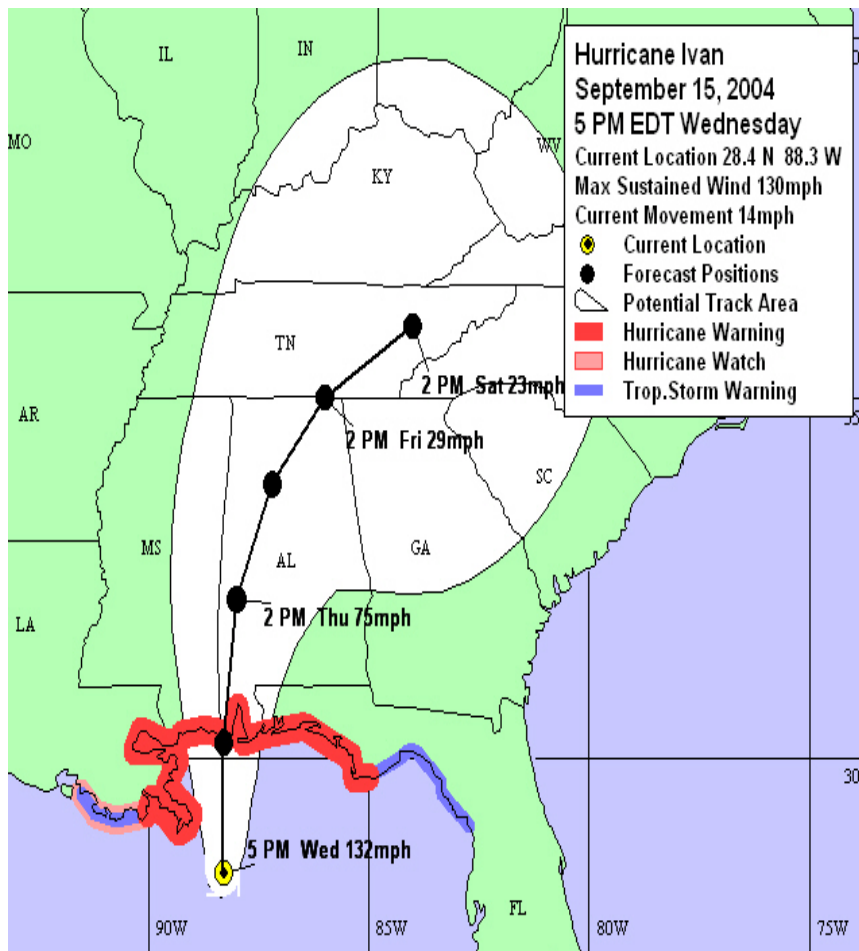 Hurricane Ivan
September 15, 2004
5 PM EDT Wednesday
Current Location 28.4 N 88.3 W
Max Sustained Wind 130mph
Current Movement 14mph
Current Location
Forecast Positions
Potential Track Area
Hurricane Warning
Hurricane Watch
Trop.Storm Warning
IL
IN
MO
WV
KY
TN
2 PM Sat 23mph
AR
2 PM Fri 29mph
SC
MS
AL
GA
LA
2 PM Thu 75mph
30
5 PM Wed 132mph
FL
90W
85W
80W
75W